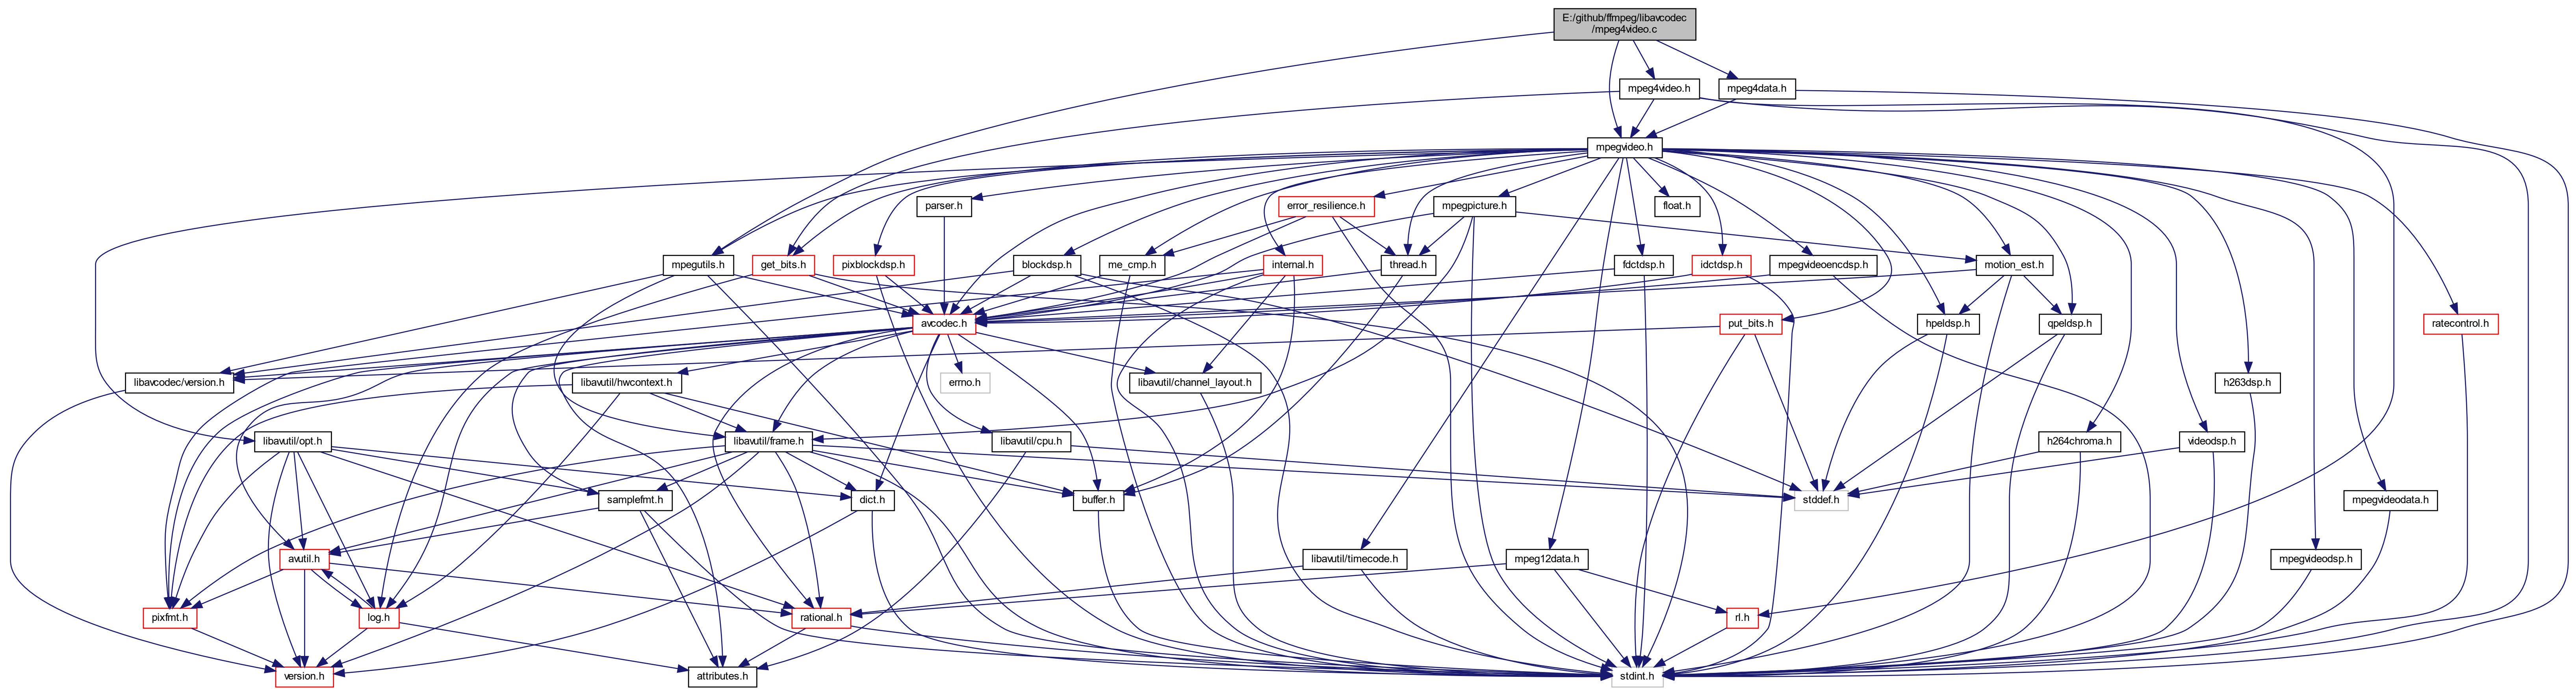 E:/github/ffmpeg/libavcodec
/mpeg4video.c
mpeg4video.h
mpeg4data.h
mpegvideo.h
parser.h
error_resilience.h
mpegpicture.h
float.h
mpegutils.h
get_bits.h
pixblockdsp.h
blockdsp.h
me_cmp.h
internal.h
thread.h
fdctdsp.h
idctdsp.h
mpegvideoencdsp.h
motion_est.h
avcodec.h
put_bits.h
hpeldsp.h
qpeldsp.h
ratecontrol.h
libavcodec/version.h
libavutil/hwcontext.h
errno.h
libavutil/channel_layout.h
h263dsp.h
libavutil/opt.h
libavutil/frame.h
libavutil/cpu.h
h264chroma.h
videodsp.h
samplefmt.h
dict.h
buffer.h
stddef.h
mpegvideodata.h
avutil.h
libavutil/timecode.h
mpeg12data.h
mpegvideodsp.h
pixfmt.h
log.h
rational.h
rl.h
version.h
attributes.h
stdint.h